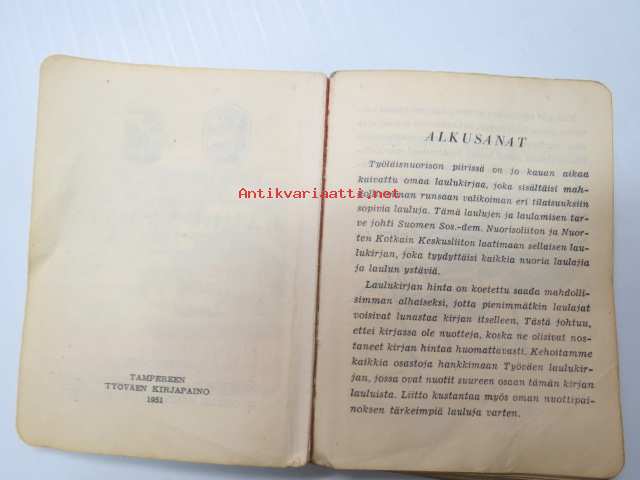 TAMPEREEN
TYÖVÄEN KIRJAPAINO
1951
ALKUSANAT
Työläisnuorison piirissä on jo kauan aikaa
kaivattu omaa laulukirjaa, joka sisältäisi mah-
dollisimman runsaan valikoiman eri tilaisuuksiin
sopivia lauluja. Tämä laulujen ja laulamisen tar-
ve johti Suomen Sos.-dem. Nuorisoliiton ja Nuor-
ten Kotkain Keskusliiton laatimaan sellaisen lau-
lukirjan, joka tyydyttäisi kaikkia nuoria laulajia
ja laulun ystäviä.
Laulukirjan hinta on koetettu saada mahdolli-
simman alhaiseksi, jotta pienimmätkin laulajat
voisivat lunastaa kirjan itselleen. Tästä johtuu,
ettei kirjassa ole nuotteja, koska ne olisivat nos-
taneet kirjan hintaa huomattavasti. Kehoitamme
kaikkia osastoja hankkimaan Työväen laulukir-
jan, jossa ovat nuotit suureen osaan tämän kirjan
lauluista. Liitto kustantaa myös oman nuottipai-
noksen tärkeimpiä lauluja varten.
Antikvariaatti.net